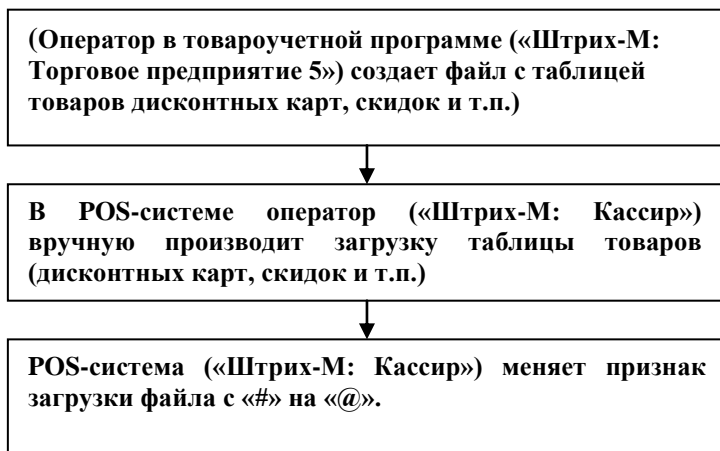 (Оператор в товароучетной программе («Штрих-М:
Торговое предприятие 5») создает файл с таблицей
товаров дисконтных карт, скидок и т.п.)
В POS-системе оператор («Штрих-М: Кассир»)
вручную производит загрузку таблицы товаров
(дисконтных карт, скидок и т.п.)
POS-система («Штрих-М: Кассир») меняет признак
загрузки файла с «#» на «@».